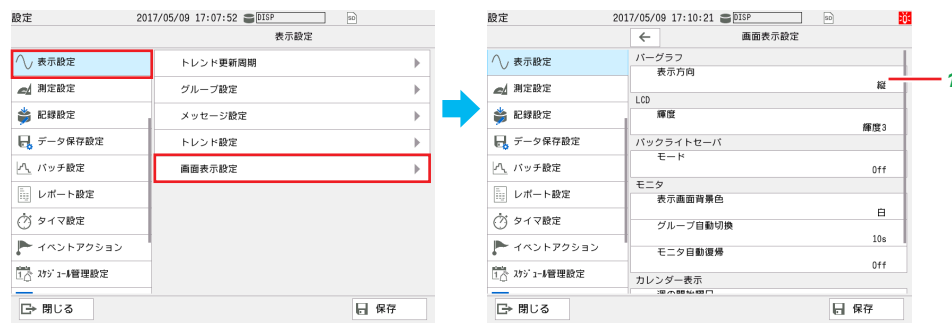 設定 2017/05/09 17:07:52 DISP SD
表示設定
表示設定
測定設定
記録設定
データ保存設定
バッチ設定
レポート設定
タイマ設定
イベントアクション
スケジュール管理設定
トレンド更新周期
グループ設定
メッセージ設定
トレンド設定
画面表示設定
閉じる
保存
設定 2017/05/09 17:10:21 DISP SD
画面表示設定
表示設定
測定設定
記録設定
データ保存設定
バッチ設定
レポート設定
タイマ設定
イベントアクション
スケジュール管理設定
バーグラフ
表示方向
縦
LCD
輝度
輝度3
バックライトセーバ
モード
Off
モニタ
表示画面背景色
白
グループ自動切換
10s
モニタ自動復帰
Off
カレンダー表示
週の開始曜日
閉じる
保存